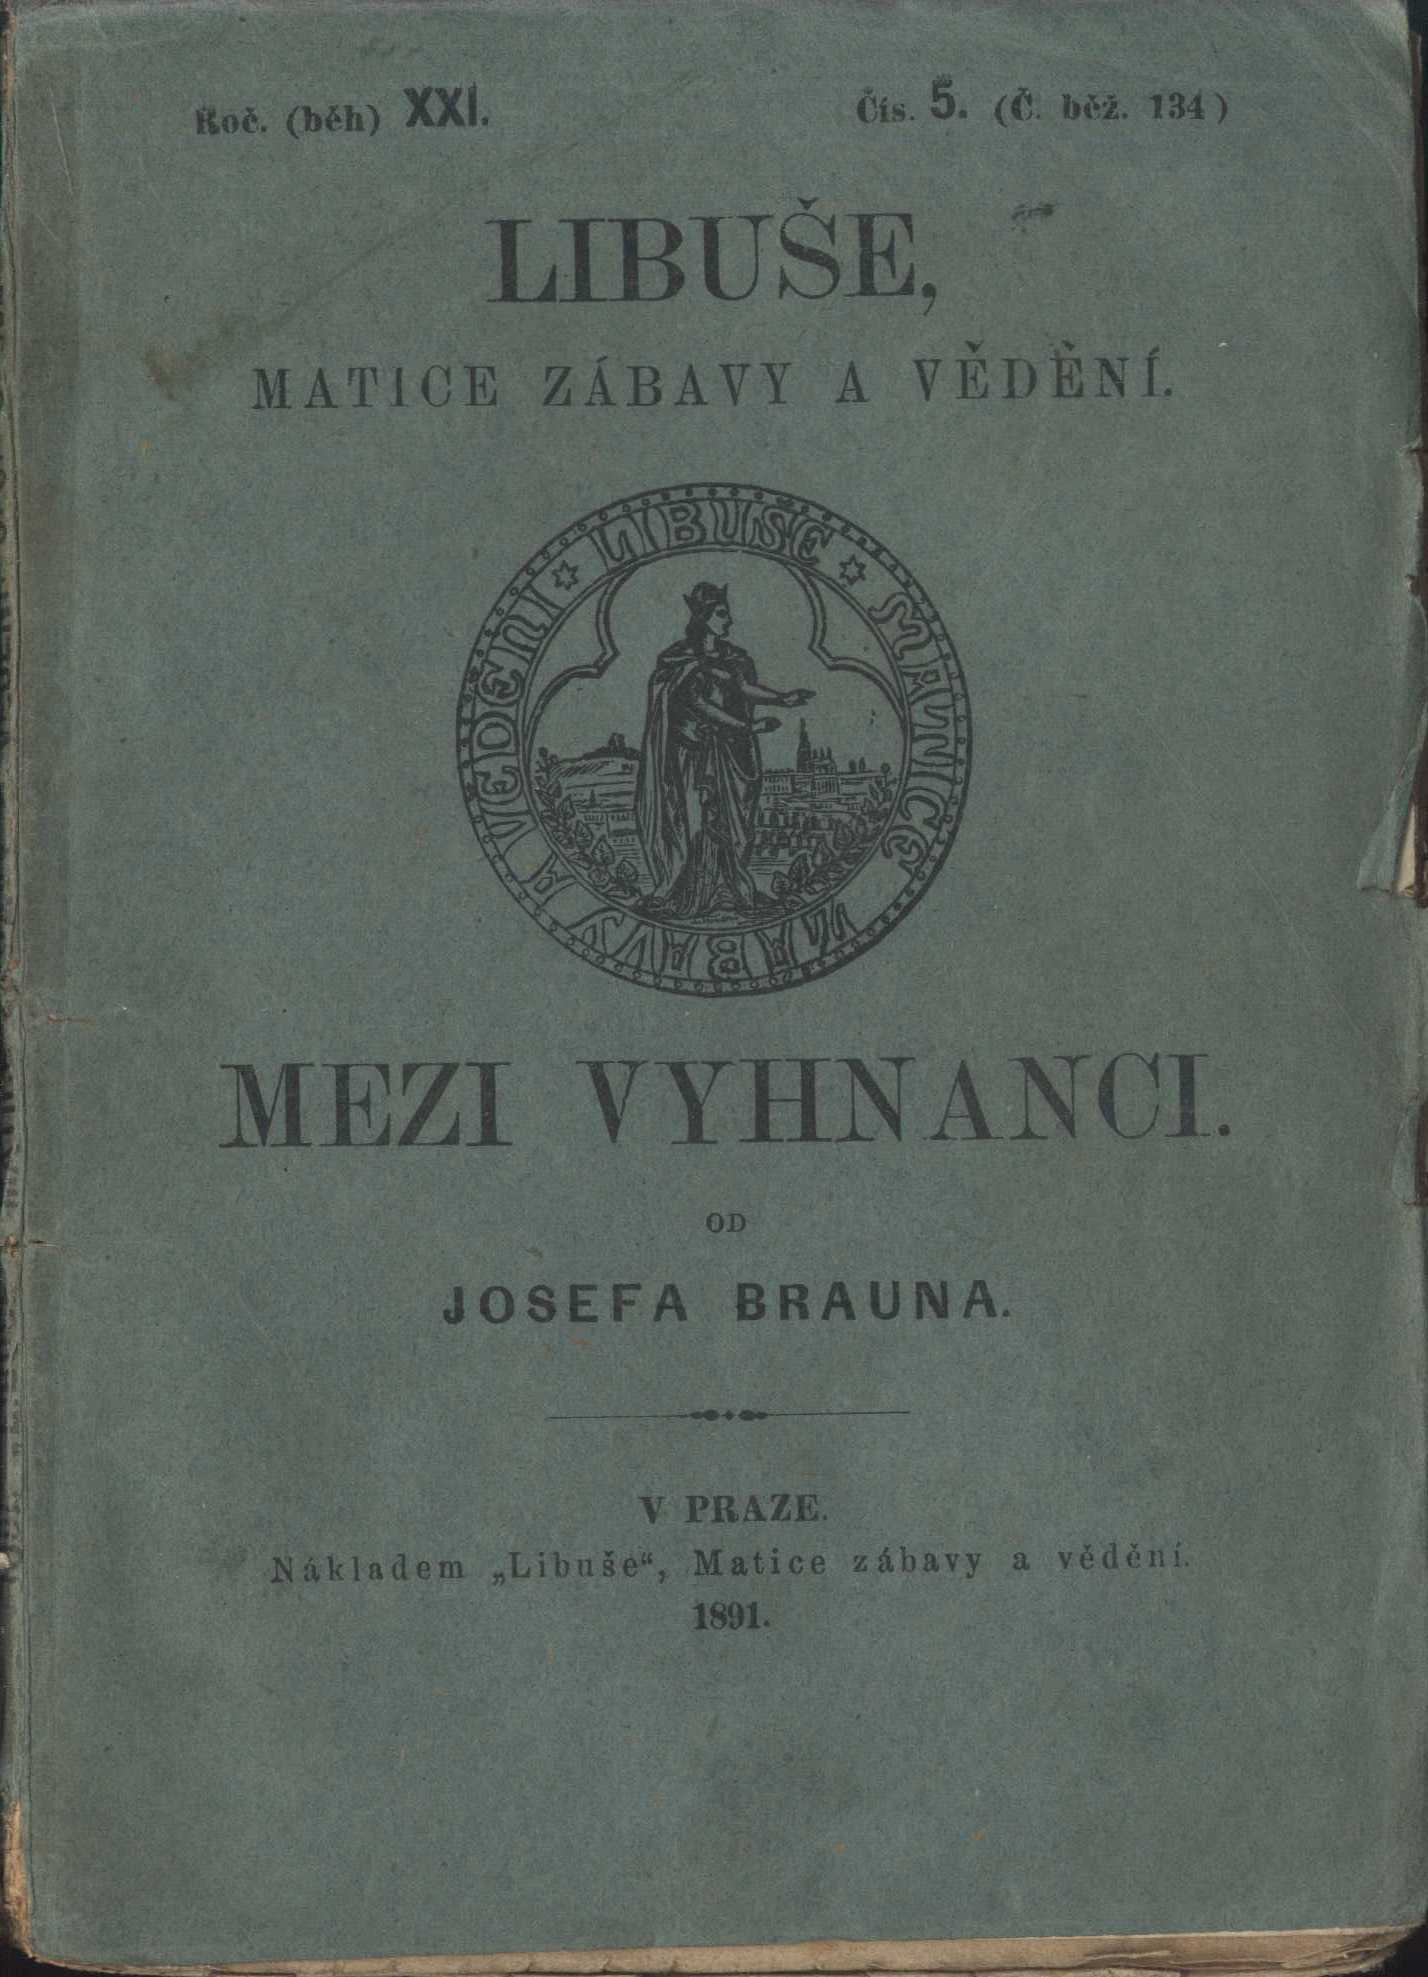 Roč. (běh) XXI. Čís. 5. (Č. běž. 134)
LIBUŠE,
MATICE ZÁBAVY A VĚDĚNÍ.
LIBUŠE * MATICE ZÁBAVY A VĚDĚNÍ *
MEZI VYHNANCI.
OD
JOSEFA BRAUNA.
V PRAZE.
Nákladem „Libuše“, Matice zábavy a vědění.
1891.